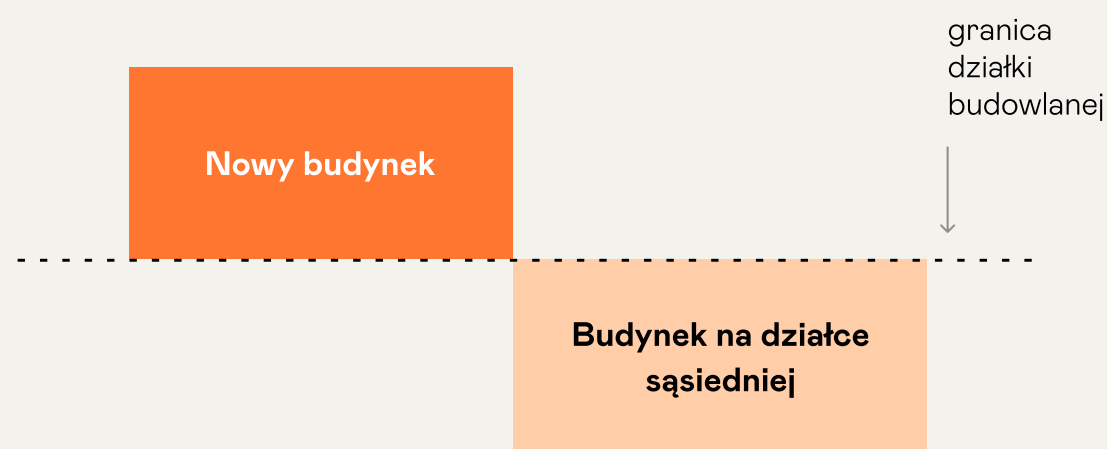 granica
działki
budowlanej
Nowy budynek
Budynek na działce
sąsiedniej